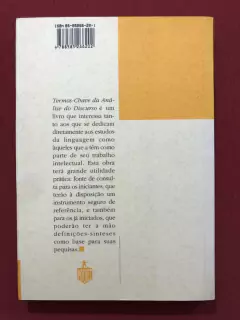 Termos-Chave da Aná-
lise do Discurso é um
livro que interessa tan-
to aos que se dedicam
diretamente aos estudos
da linguagem como
àqueles que a têm como
parte de seu trabalho
intelectual. Esta obra
terá grande utilidade
prática: fonte de consul-
ta para os iniciantes, que
terão à disposição um
instrumento seguro de
referência, e também
para os já iniciados, que
poderão ter a mão
definições-sínteses
como base para suas
pequisas.